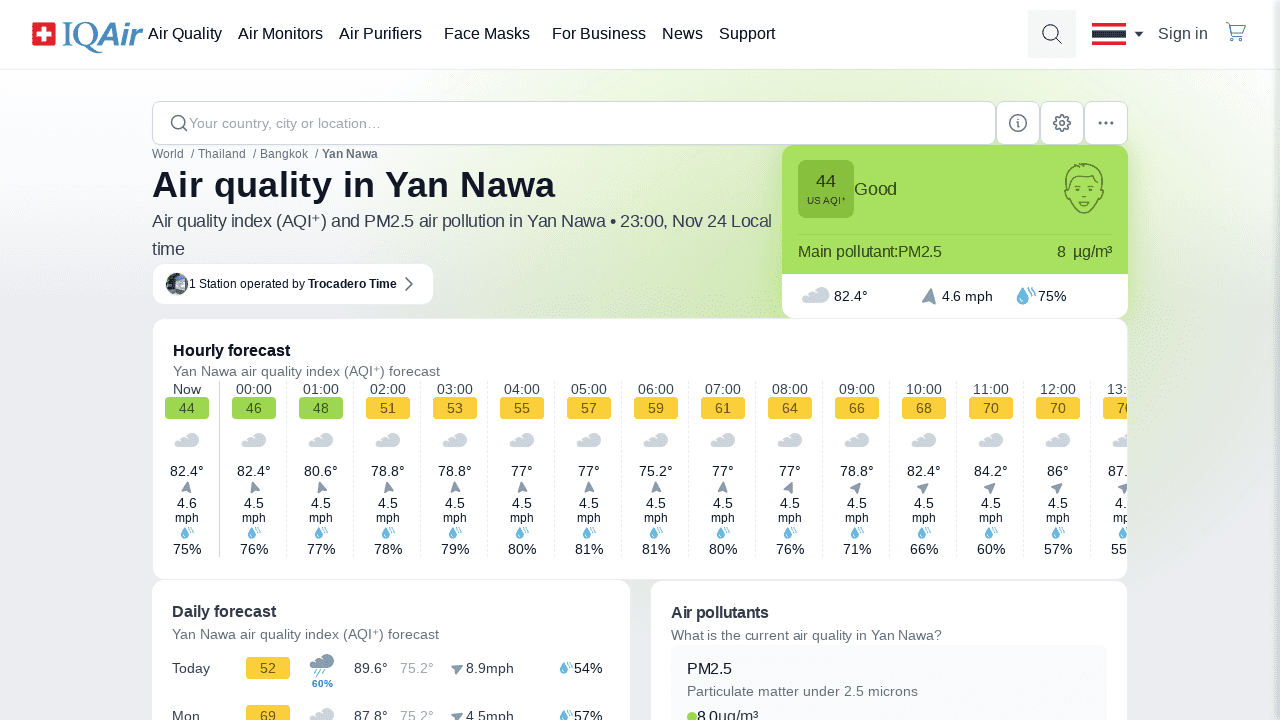 IQAir
Air Quality Air Monitors Air Purifiers Face Masks For Business News Support
Sign in
Your country, city or location…
World / Thailand / Bangkok / Yan Nawa
Air quality in Yan Nawa
Air quality index (AQI⁺) and PM2.5 air pollution in Yan Nawa • 23:00, Nov 24 Local
time
1 Station operated by Trocadero Time
44
US AQI⁺
Good
Main pollutant:PM2.5 8 µg/m³
82.4° 4.6 mph 75%
Hourly forecast
Yan Nawa air quality index (AQI⁺) forecast
Now 00:00 01:00 02:00 03:00 04:00 05:00 06:00 07:00 08:00 09:00 10:00 11:00 12:00 13:
44 46 48 51 53 55 57 59 61 64 66 68 70 70
82.4° 82.4° 80.6° 78.8° 78.8° 77° 77° 75.2° 77° 77° 78.8° 82.4° 84.2° 86° 87.
4.6 4.5 4.5 4.5 4.5 4.5 4.5 4.5 4.5 4.5 4.5 4.5 4.5 4.5 4.
mph mph mph mph mph mph mph mph mph mph mph mph mph mph
75% 76% 77% 78% 79% 80% 81% 81% 80% 76% 71% 66% 60% 57% 55
Daily forecast
Yan Nawa air quality index (AQI⁺) forecast
Today 52 60% 89.6° 75.2° 8.9mph 54%
Mon 69 87.8° 75.2° 4.5mph 57%
Air pollutants
What is the current air quality in Yan Nawa?
PM2.5
Particulate matter under 2.5 microns
8.0µg/m³